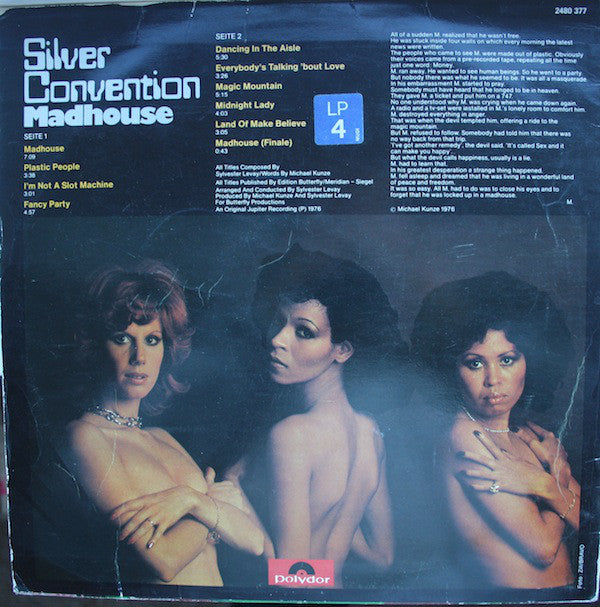 2480 377
Silver
Convention
Madhouse
SEITE 1
Madhouse
7:09
Plastic People
3:38
I'm Not A Slot Machine
3:01
Fancy Party
4:57
SEITE 2
Dancing In The Aisle
5:30
Everybody's Talking 'bout Love
3:26
Magic Mountain
5:15
Midnight Lady
4:03
Land Of Make Believe
3:05
Madhouse (Finale)
0:43
All Titles Composed By
Sylvester Levay/Words By Michael Kunze
All Titles Published By Edition Butterfly/Meridian – Siegel
Arranged And Conducted By Sylvester Levay
Produced By Michael Kunze And Sylvester Levay
For Butterfly Productions
An Original Jupiter Recording Ⓟ 1976
LP
4
All of a sudden M. realized that he wasn't free.
He was stuck inside four walls on which every morning the latest
news were written.
The people who came to see M. were made out of plastic. Obviously
their voices came from a pre-recorded tape, repeating all the time
just one word: Money.
M. ran away. He wanted to see human beings. So he went to a party.
But nobody there was what he seemed to be. It was all a masquerade
in his embarrassment M. started to cry.
Somebody must have heard that he longed to be in heaven.
They gave M. a ticket and put him on a 747.
No one understood why M. was crying when he came down again.
A radio and a tv-set were installed in M.'s lonely room to comfort him.
M. destroyed everything in anger.
That was when the devil tempted him, offering a ride to the
magic mountain.
But M. refused to follow. Somebody had told him that there was
no way back from that trip.
'I've got another remedy', the devil said. 'It's called Sex and it
can make you happy'.
But what the devil calls happiness, usually is a lie.
M. had to learn that.
In his greatest desperation a strange thing happened.
M. fell asleep and dreamed that he was living in a wonderland
of peace and freedom.
It was so easy. All M. had to do was to close his eyes and to
forget that he was locked up in a madhouse.
M.
© Michael Kunze 1976
polydor
Foto: ZIII/BRAVO